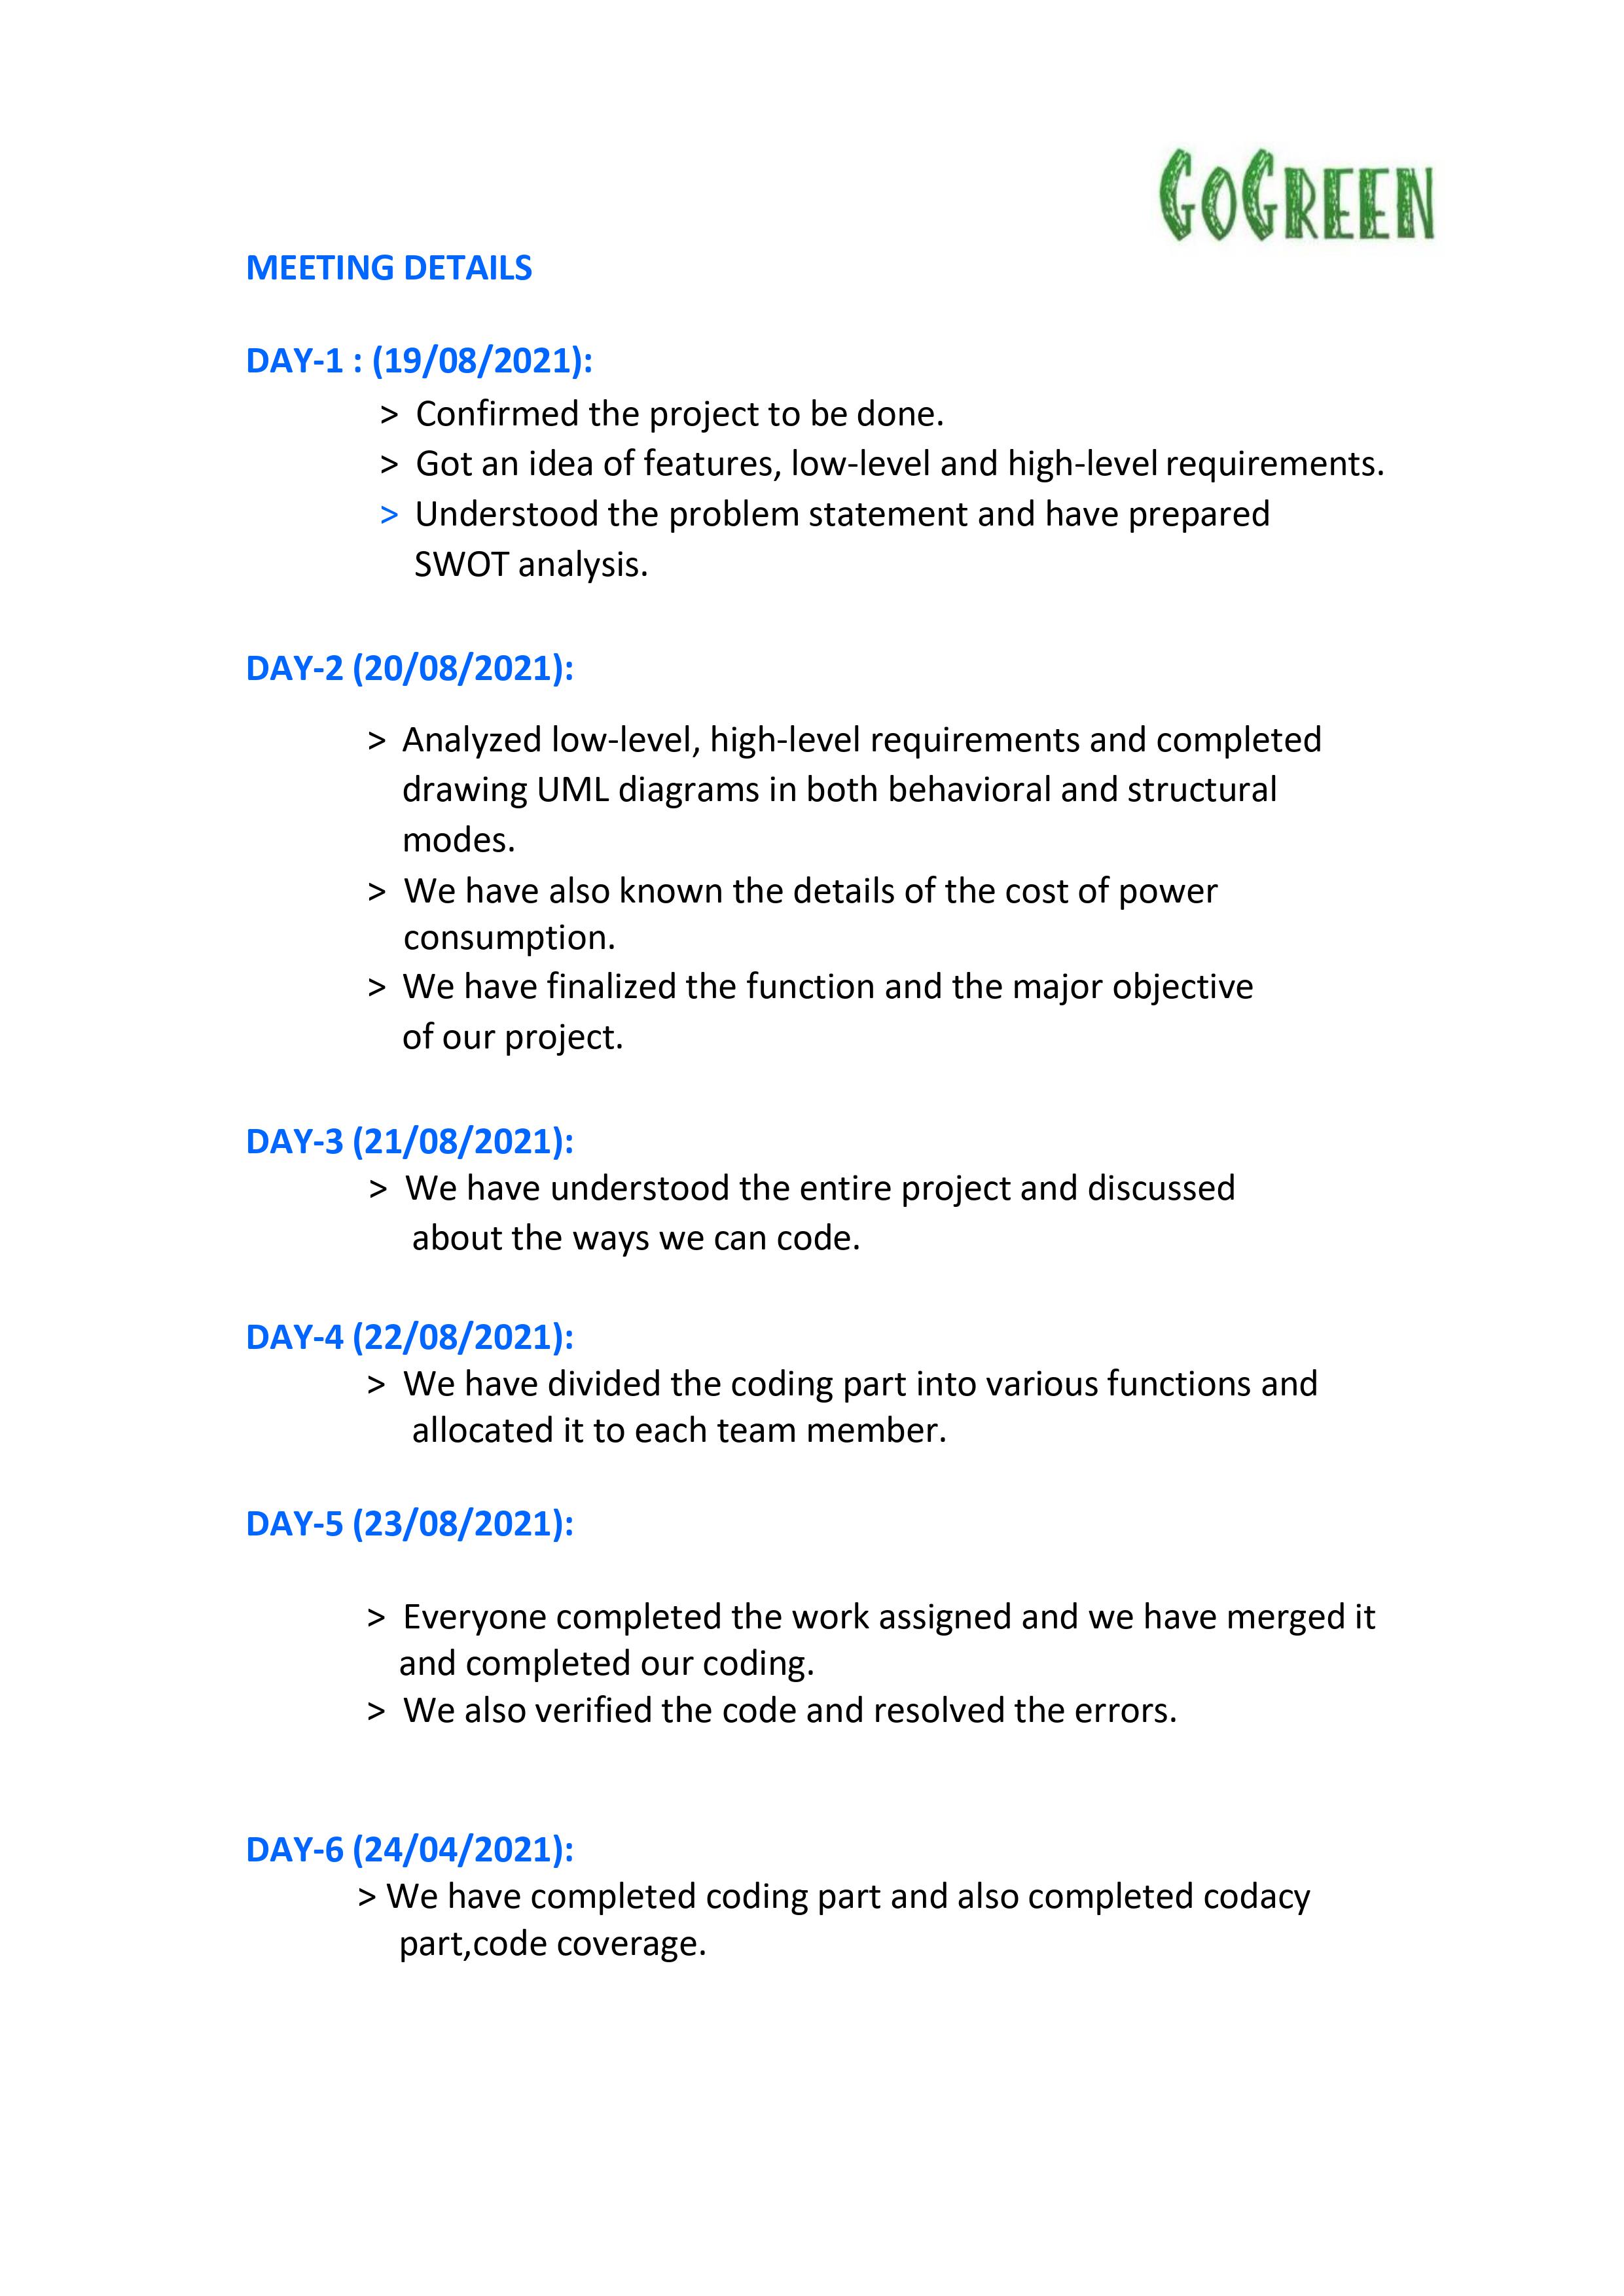 GoGreen
MEETING DETAILS
DAY-1 : (19/08/2021):
> Confirmed the project to be done.
> Got an idea of features, low-level and high-level requirements.
> Understood the problem statement and have prepared
SWOT analysis.
DAY-2 (20/08/2021):
> Analyzed low-level, high-level requirements and completed
drawing UML diagrams in both behavioral and structural
modes.
> We have also known the details of the cost of power
consumption.
> We have finalized the function and the major objective
of our project.
DAY-3 (21/08/2021):
> We have understood the entire project and discussed
about the ways we can code.
DAY-4 (22/08/2021):
> We have divided the coding part into various functions and
allocated it to each team member.
DAY-5 (23/08/2021):
> Everyone completed the work assigned and we have merged it
and completed our coding.
> We also verified the code and resolved the errors.
DAY-6 (24/04/2021):
> We have completed coding part and also completed codacy
part,code coverage.